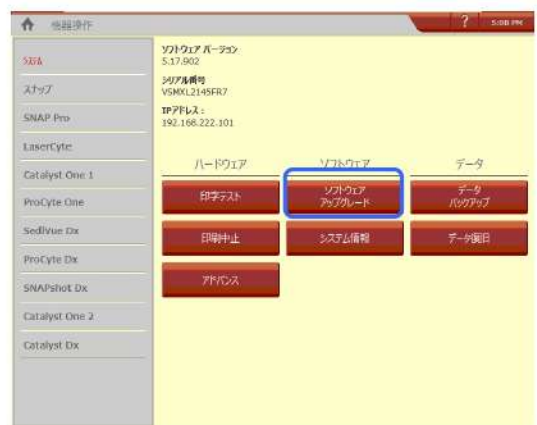 機器操作
?
5:08 PM
システム
スナップ
SNAP Pro
LaserCyte
Catalyst One 1
ProCyte One
SediVue Dx
ProCyte Dx
SNAPshot Dx
Catalyst One 2
Catalyst Dx
ソフトウェア バージョン
5.17.902
シリアル番号
VSMXL2145FR7
IPアドレス:
192.168.222.101
ハードウェア
ソフトウェア
データ
印字テスト
ソフトウェア
アップグレード
データ
バックアップ
印刷中止
システム情報
データ復旧
アドバンス